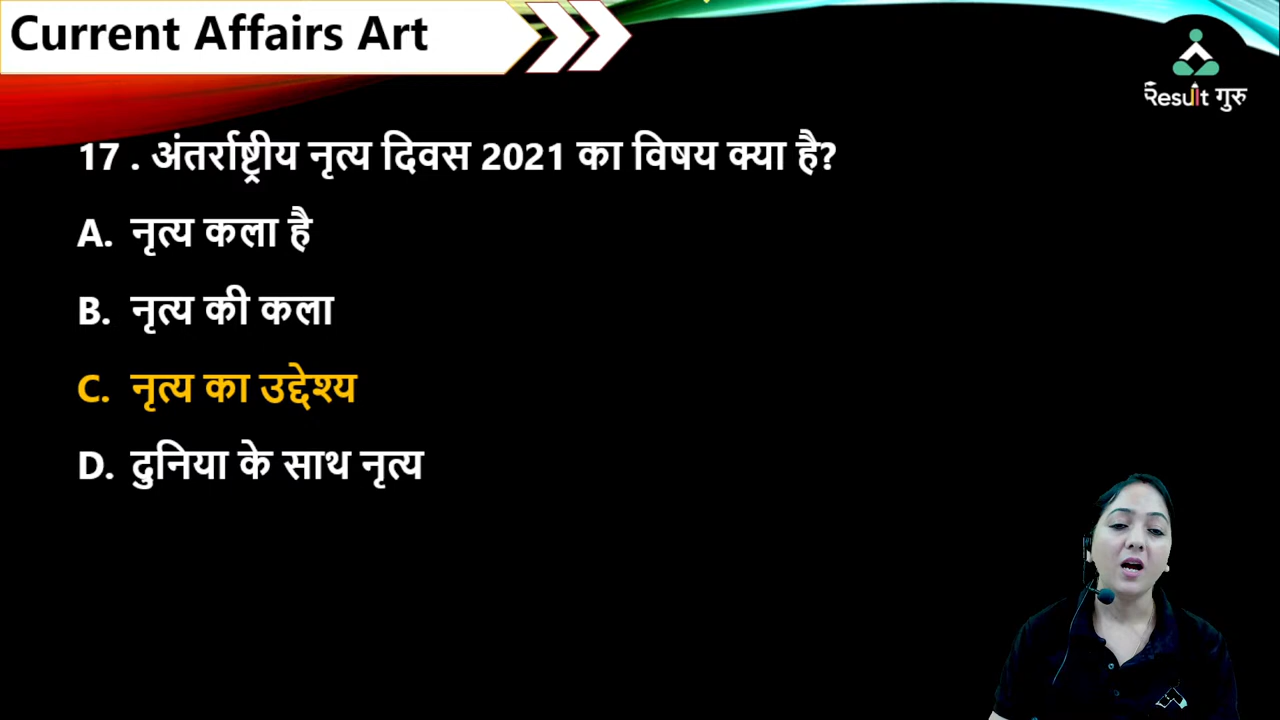 Current Affairs Art
Result गुरु
17 . अंतर्राष्ट्रीय नृत्य दिवस 2021 का विषय क्या है?
A. नृत्य कला है
B. नृत्य की कला
C. नृत्य का उद्देश्य
D. दुनिया के साथ नृत्य